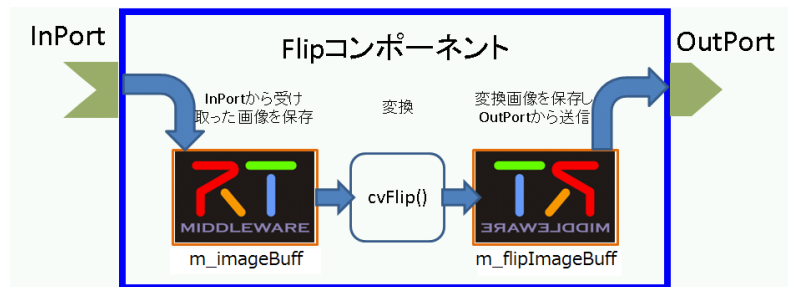 InPort
Flipコンポーネント
OutPort
InPortから受け
取った画像を保存
変換
変換画像を保存し
OutPortから送信
RT
MIDDLEWARE
cvFlip()
RT
MIDDLEWARE
m_imageBuff
m_flipImageBuff